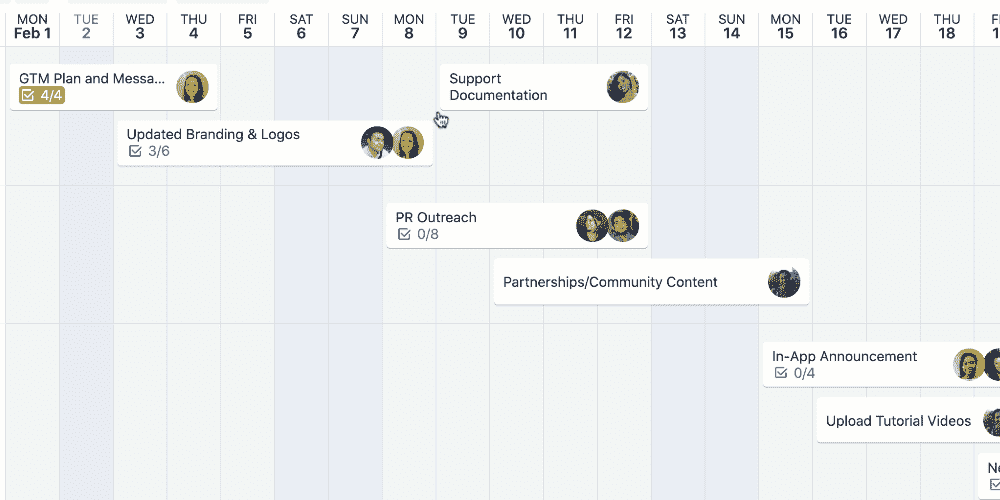 MON TUE WED THU FRI SAT SUN MON TUE WED THU FRI SAT SUN MON TUE WED THU
Feb 1 2 3 4 5 6 7 8 9 10 11 12 13 14 15 16 17 18
GTM Plan and Messa...
4/4
Support
Documentation
Updated Branding & Logos
3/6
PR Outreach
0/8
Partnerships/Community Content
In-App Announcement
0/4
Upload Tutorial Videos